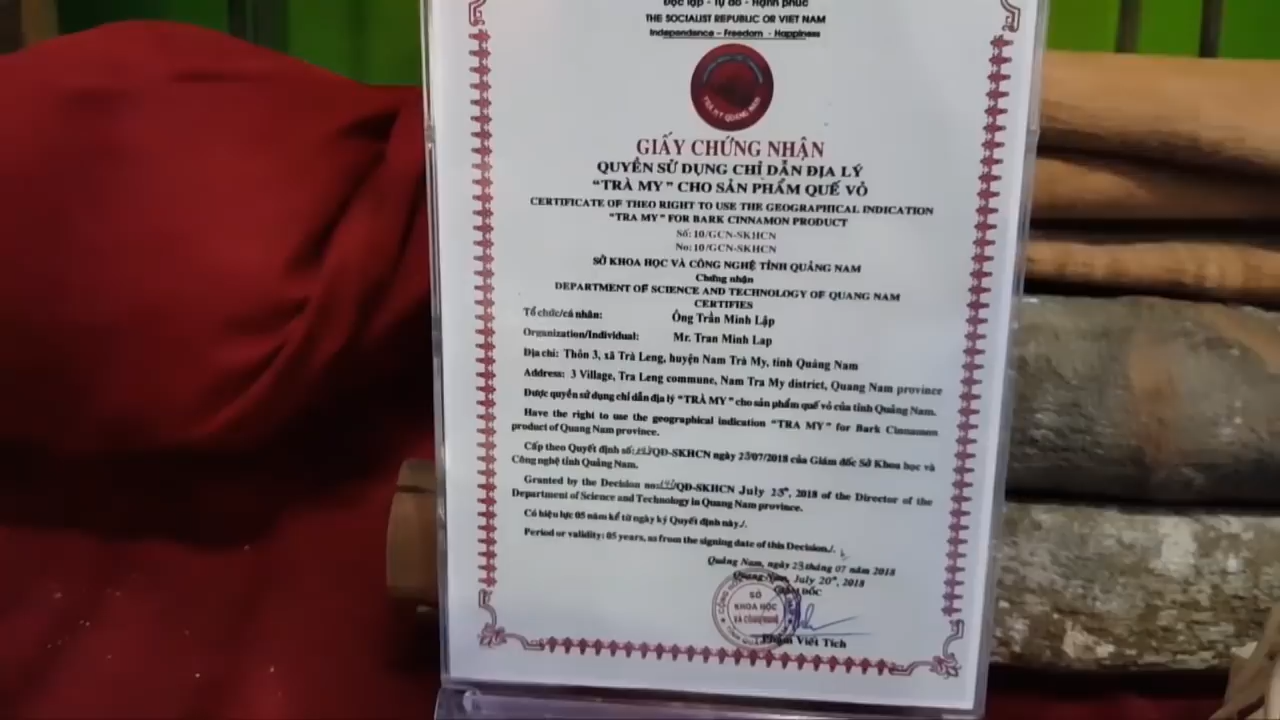 Độc lập - Tự do - Hạnh phúc
THE SOCIALIST REPUBLIC OR VIET NAM
Independence – Freedom - Happiness
TRÀ MY QUẢNG NAM
GIẤY CHỨNG NHẬN
QUYỀN SỬ DỤNG CHỈ DẪN ĐỊA LÝ
“TRÀ MY” CHO SẢN PHẨM QUẾ VỎ
CERTIFICATE OF THEO RIGHT TO USE THE GEOGRAPHICAL INDICATION
“TRA MY” FOR BARK CINNAMON PRODUCT
Số: 10/GCN-SKHCN
No: 10/GCN-SKHCN
SỞ KHOA HỌC VÀ CÔNG NGHỆ TỈNH QUẢNG NAM
Chứng nhận
DEPARTMENT OF SCIENCE AND TECHNOLOGY OF QUANG NAM
CERTIFIES
Tổ chức/cá nhân: Ông Trần Minh Lập
Organization/Individual: Mr. Tran Minh Lap
Địa chỉ: Thôn 3, xã Trà Leng, huyện Nam Trà My, tỉnh Quảng Nam
Address: 3 Village, Tra Leng commune, Nam Tra My district, Quang Nam province
Được quyền sử dụng chỉ dẫn địa lý “TRÀ MY” cho sản phẩm quế vỏ của tỉnh Quảng Nam.
Have the right to use the geographical indication “TRA MY” for Bark Cinnamon
product of Quang Nam province.
Cấp theo Quyết định số: /QĐ-SKHCN ngày 23/07/2018 của Giám đốc Sở Khoa học và
Công nghệ tỉnh Quảng Nam.
Granted by the Decision no: /QD-SKHCN July 23th, 2018 of the Director of the
Department of Science and Technology in Quang Nam province.
Có hiệu lực 05 năm kể từ ngày ký Quyết định này./.
Period or validity: 05 years, as from the signing date of this Decision./.
Quảng Nam, ngày 23 tháng 07 năm 2018
Quang Nam, July 20th, 2018
GIÁM ĐỐC
SỞ
KHOA HỌC
VÀ CÔNG NGHỆ
Phạm Viết Tích